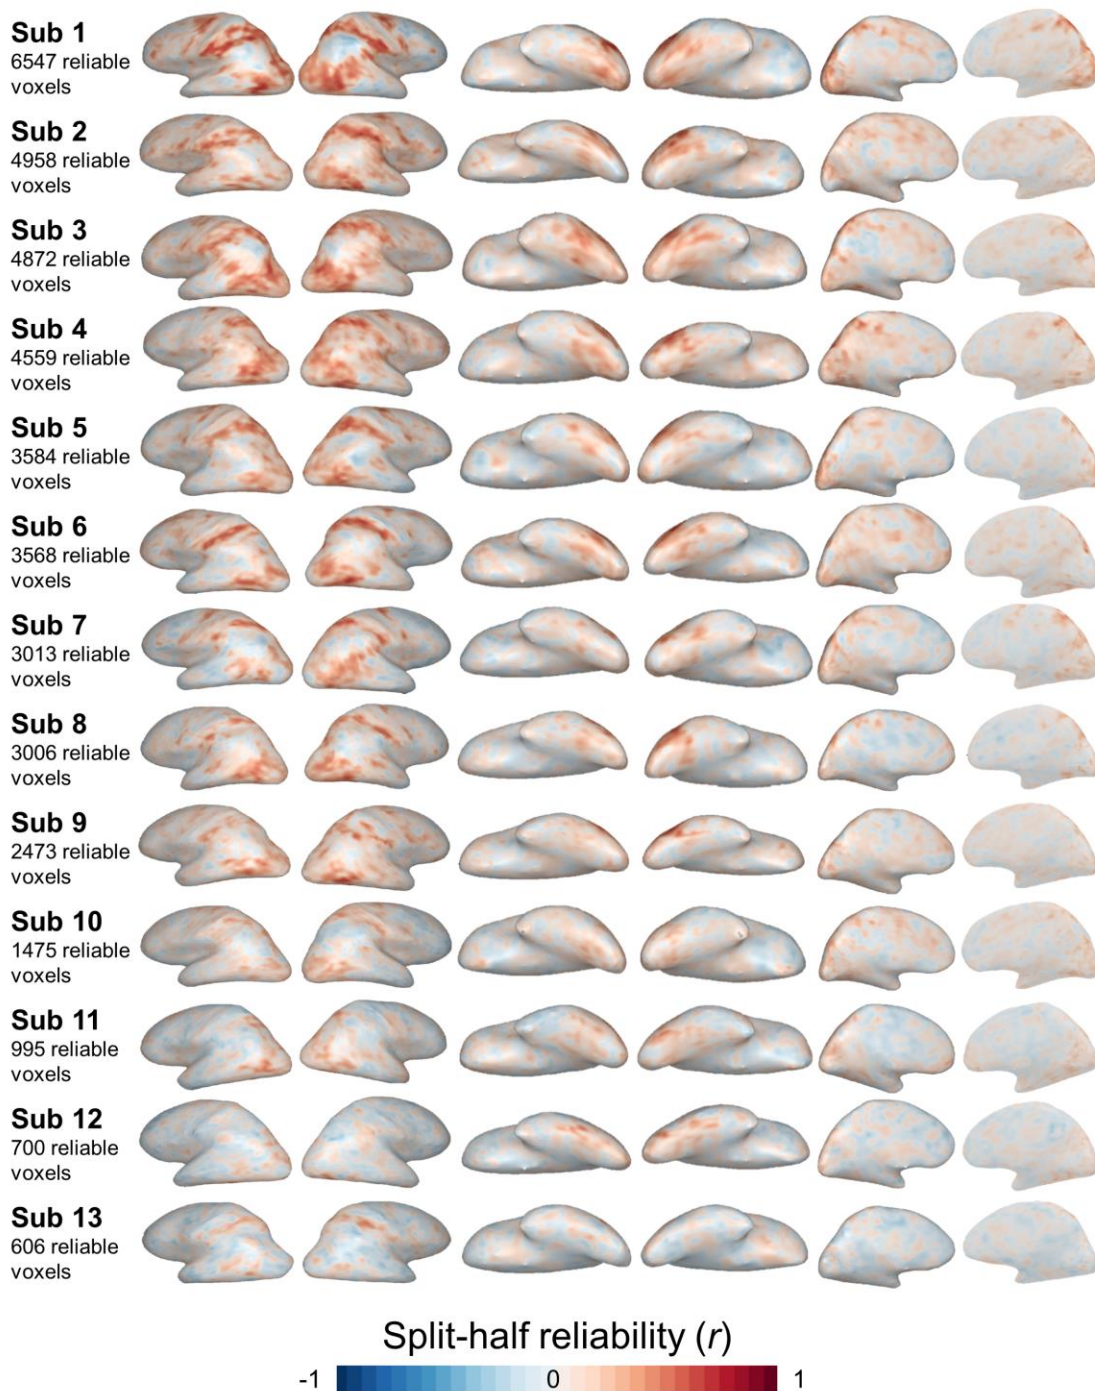 Sub 1
6547 reliable
voxels
Sub 2
4958 reliable
voxels
Sub 3
4872 reliable
voxels
Sub 4
4559 reliable
voxels
Sub 5
3584 reliable
voxels
Sub 6
3568 reliable
voxels
Sub 7
3013 reliable
voxels
Sub 8
3006 reliable
voxels
Sub 9
2473 reliable
voxels
Sub 10
1475 reliable
voxels
Sub 11
995 reliable
voxels
Sub 12
700 reliable
voxels
Sub 13
606 reliable
voxels
Split-half reliability (r)
-1 0 1